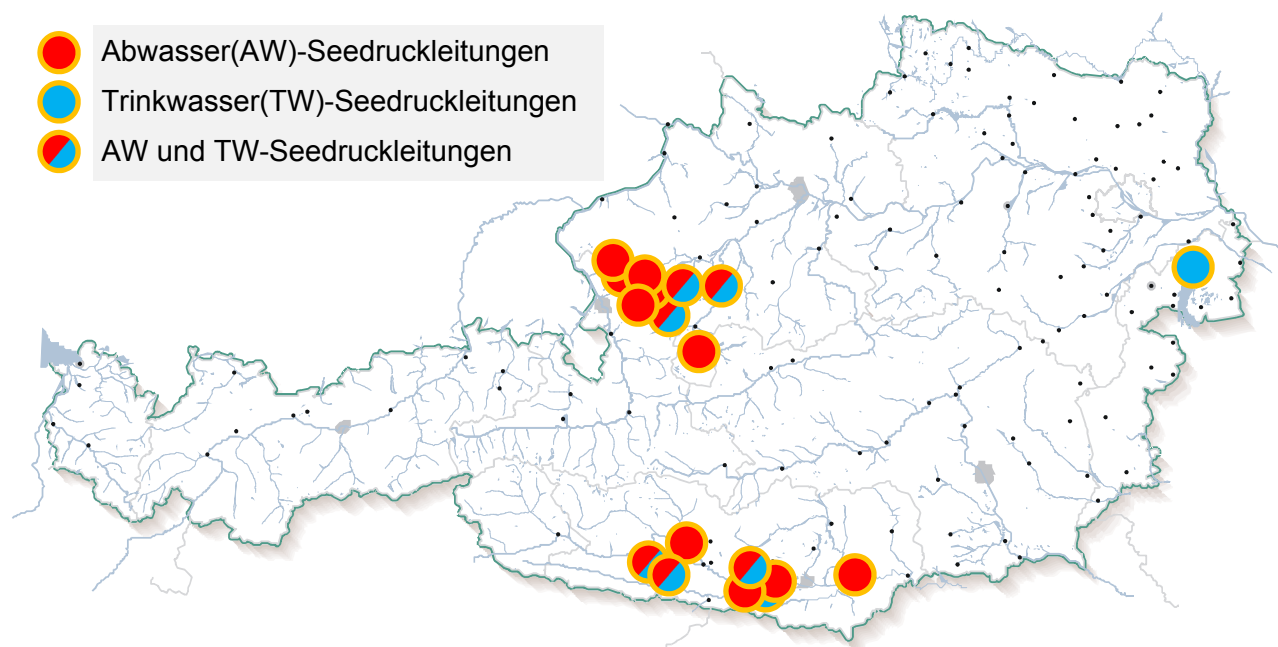 Abwasser(AW)-Seedruckleitungen
Trinkwasser(TW)-Seedruckleitungen
AW und TW-Seedruckleitungen